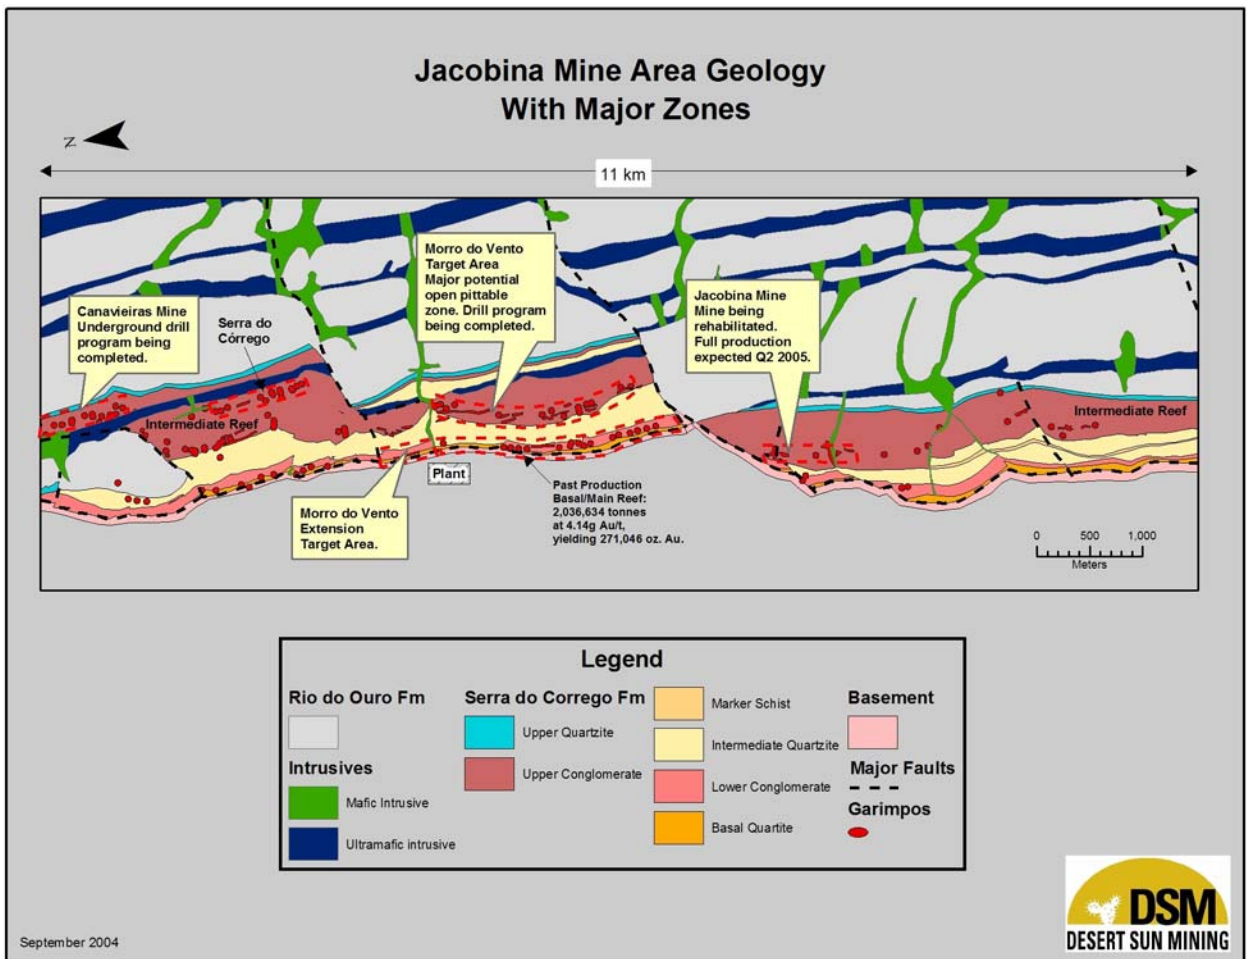 Jacobina Mine Area Geology
With Major Zones
N
11 km
Morro do Vento
Target Area
Major potential
open pittable
zone. Drill program
being completed.
Canavieiras Mine
Underground drill
program being
completed.
Serra do
Córrego
Jacobina Mine
Mine being
rehabilitated.
Full production
expected Q2 2005.
Intermediate Reef
Intermediate Reef
Plant
Morro do Vento
Extension
Target Area.
Past Production
Basal/Main Reef:
2,036,634 tonnes
at 4.14g Au/t,
yielding 271,046 oz. Au.
0 500 1,000
Meters
Legend
Rio do Ouro Fm
Intrusives
Mafic Intrusive
Ultramafic intrusive
Serra do Corrego Fm
Upper Quartzite
Upper Conglomerate
Marker Schist
Intermediate Quartzite
Lower Conglomerate
Basal Quartite
Basement
Major Faults
Garimpos
September 2004
DSM
DESERT SUN MINING